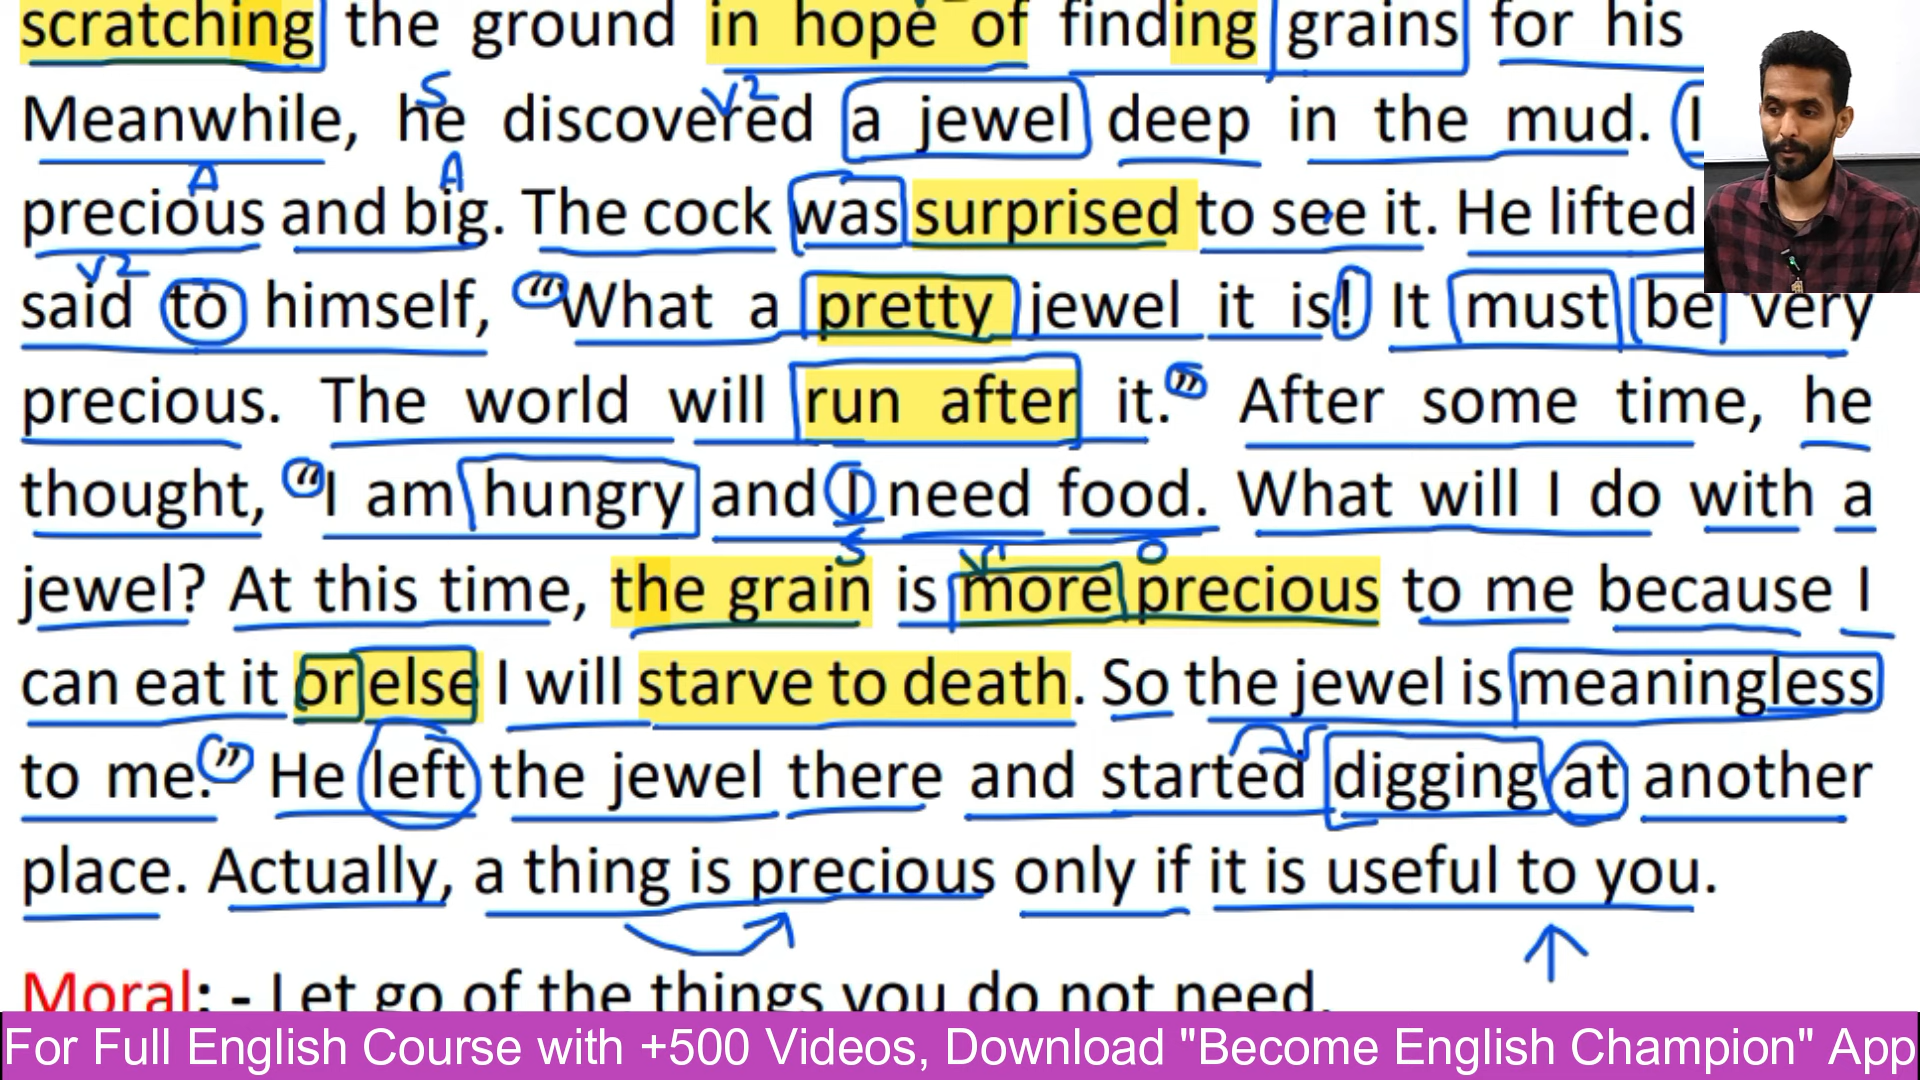 scratching the ground in hope of finding grains for his
Meanwhile, he discovered a jewel deep in the mud. I
precious and big. The cock was surprised to see it. He lifted
said to himself, “What a pretty jewel it is! It must be very
precious. The world will run after it.” After some time, he
thought, “I am hungry and I need food. What will I do with a
jewel? At this time, the grain is more precious to me because I
can eat it or else I will starve to death. So the jewel is meaningless
to me.” He left the jewel there and started digging at another
place. Actually, a thing is precious only if it is useful to you.
Moral: - Let go of the things you do not need.
For Full English Course with +500 Videos, Download "Become English Champion" App
S
V2
A
A
V2
S
V1
O